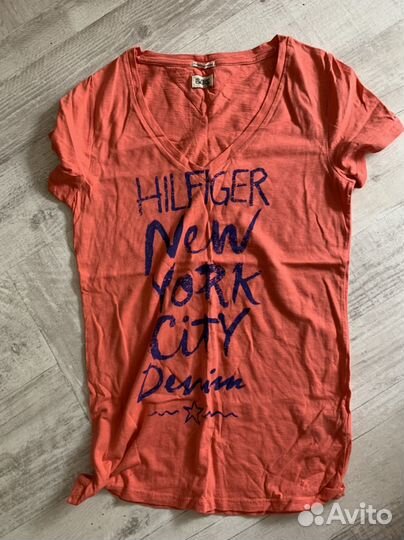 HILFIGER
New
YORK
CITY
Denim
Avito